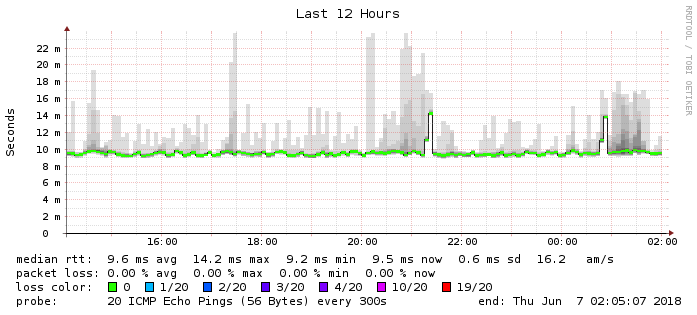 Last 12 Hours
RRDTOOL / TOBI OETIKER
Seconds
22 m
20 m
18 m
16 m
14 m
12 m
10 m
8 m
6 m
4 m
2 m
0
16:00 18:00 20:00 22:00 00:00 02:00
median rtt: 9.6 ms avg 14.2 ms max 9.2 ms min 9.5 ms now 0.6 ms sd 16.2 am/s
packet loss: 0.00 % avg 0.00 % max 0.00 % min 0.00 % now
loss color: 0 1/20 2/20 3/20 4/20 10/20 19/20
probe: 20 ICMP Echo Pings (56 Bytes) every 300s end: Thu Jun 7 02:05:07 2018